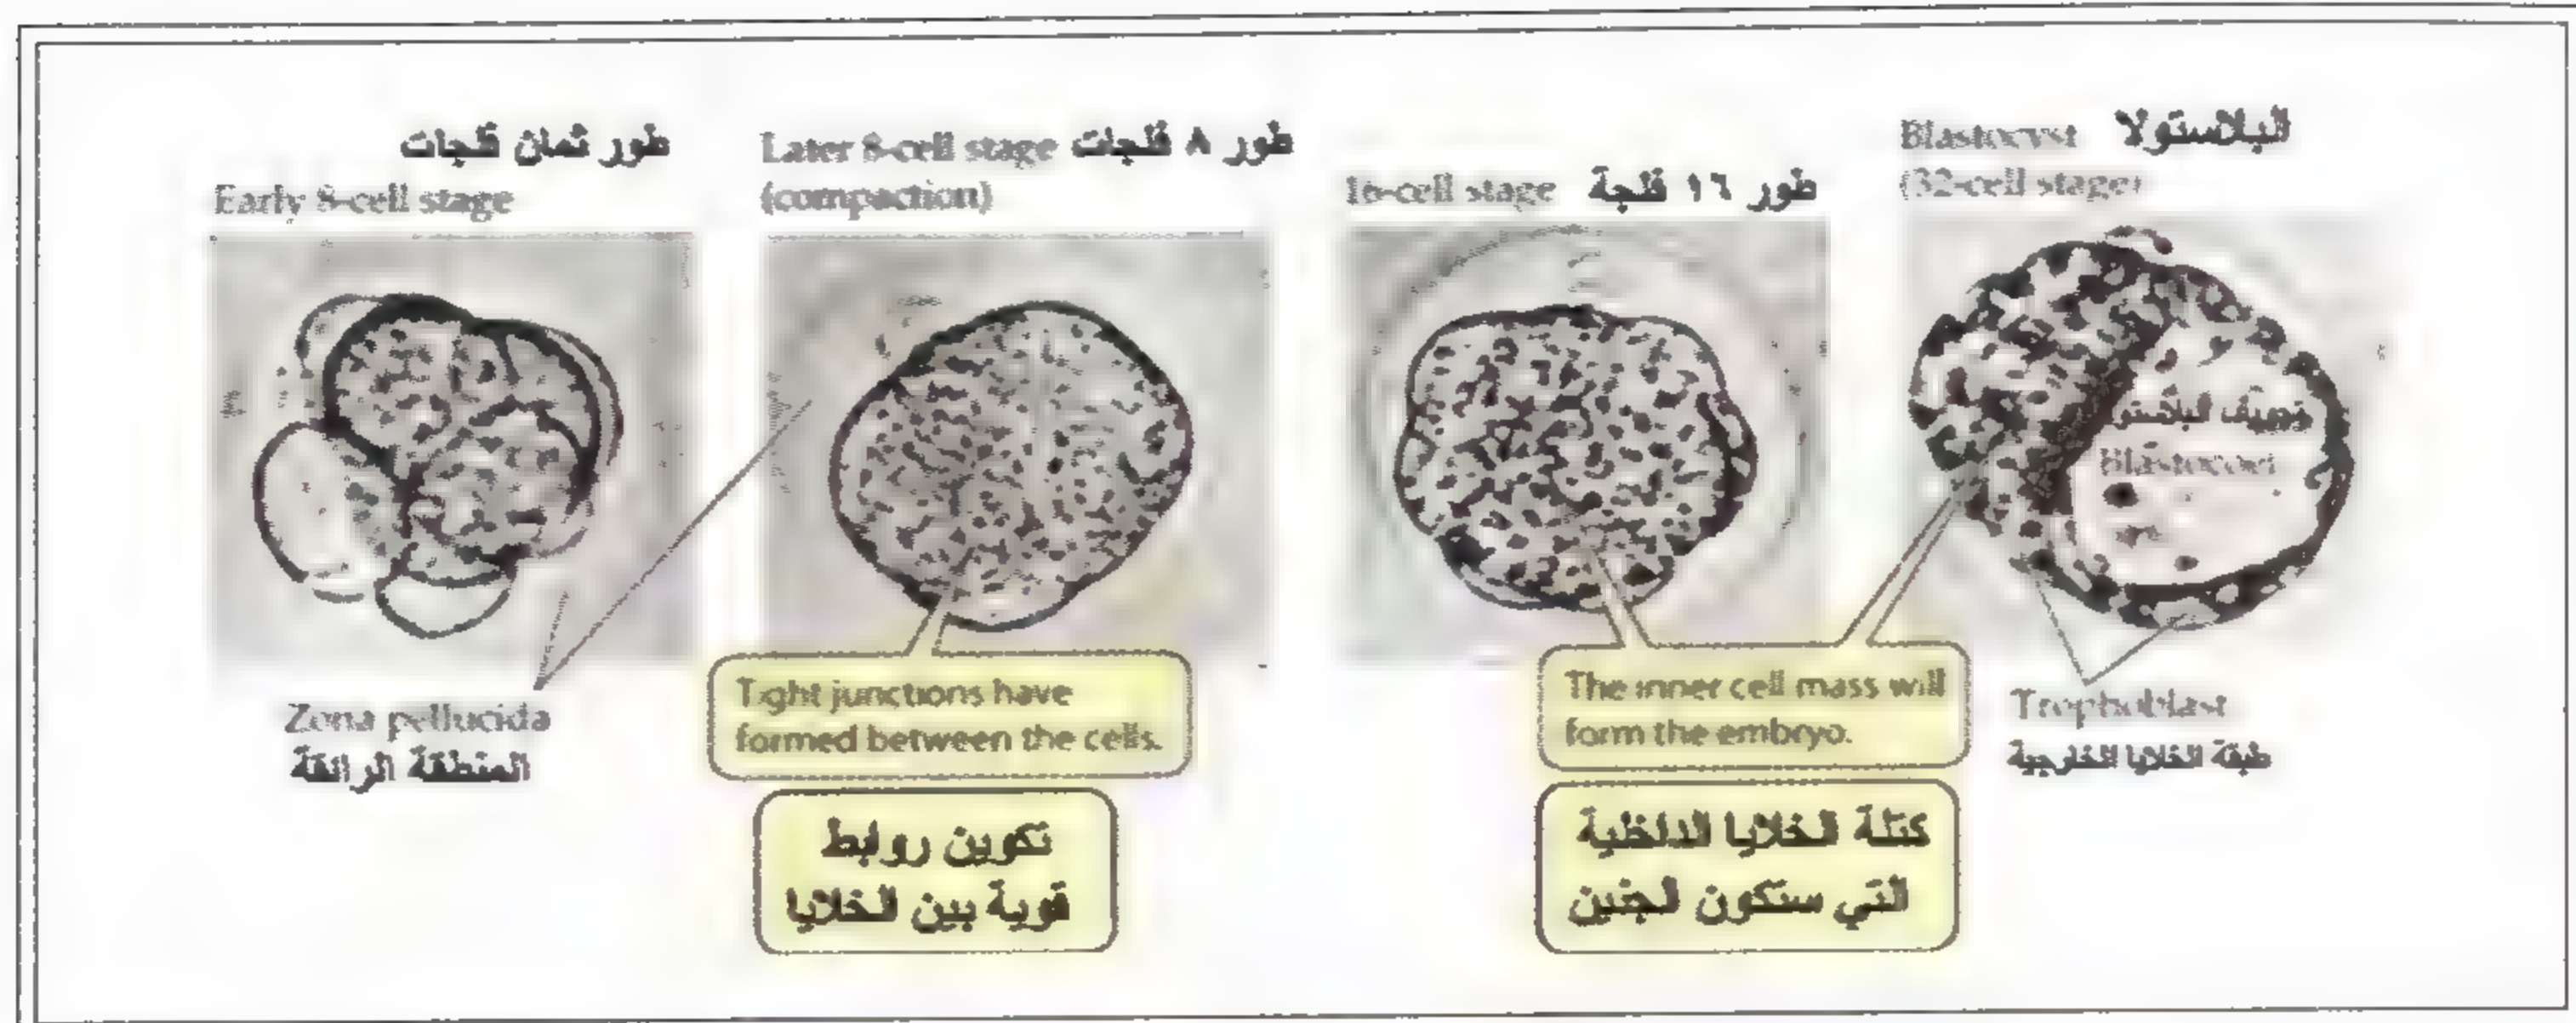 طور ثمان فلجات
Early 8-cell stage
Later 8-cell stage طور ٨ فلجات
(compaction)
16-cell stage طور ١٦ فلجة
Blastocyst البلاستولا
(32-cell stage)
تجويف البلاستو
Blastocoel
Zona pellucida
المنطقة الرائقة
Tight junctions have
formed between the cells.
تكوين روابط
قوية بين الخلايا
The inner cell mass will
form the embryo.
كتلة الخلايا الداخلية
التي ستكون الجنين
Trophoblast
طبقة الخلايا الخارجية